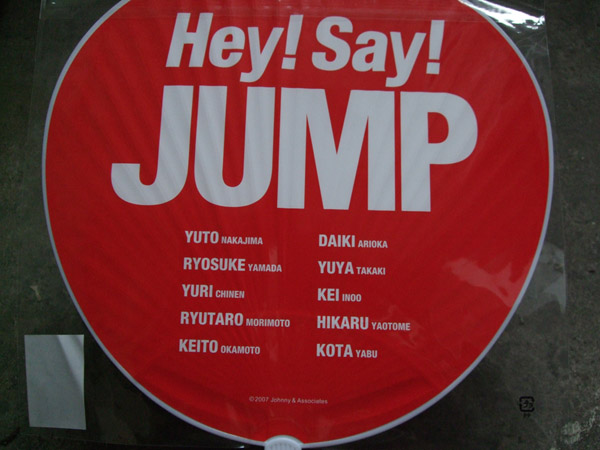 Hey! Say!
JUMP
YUTO NAKAJIMA
RYOSUKE YAMADA
YURI CHINEN
RYUTARO MORIMOTO
KEITO OKAMOTO
DAIKI ARIOKA
YUYA TAKAKI
KEI INOO
HIKARU YAOTOME
KOTA YABU
©2007 Johnny & Associates